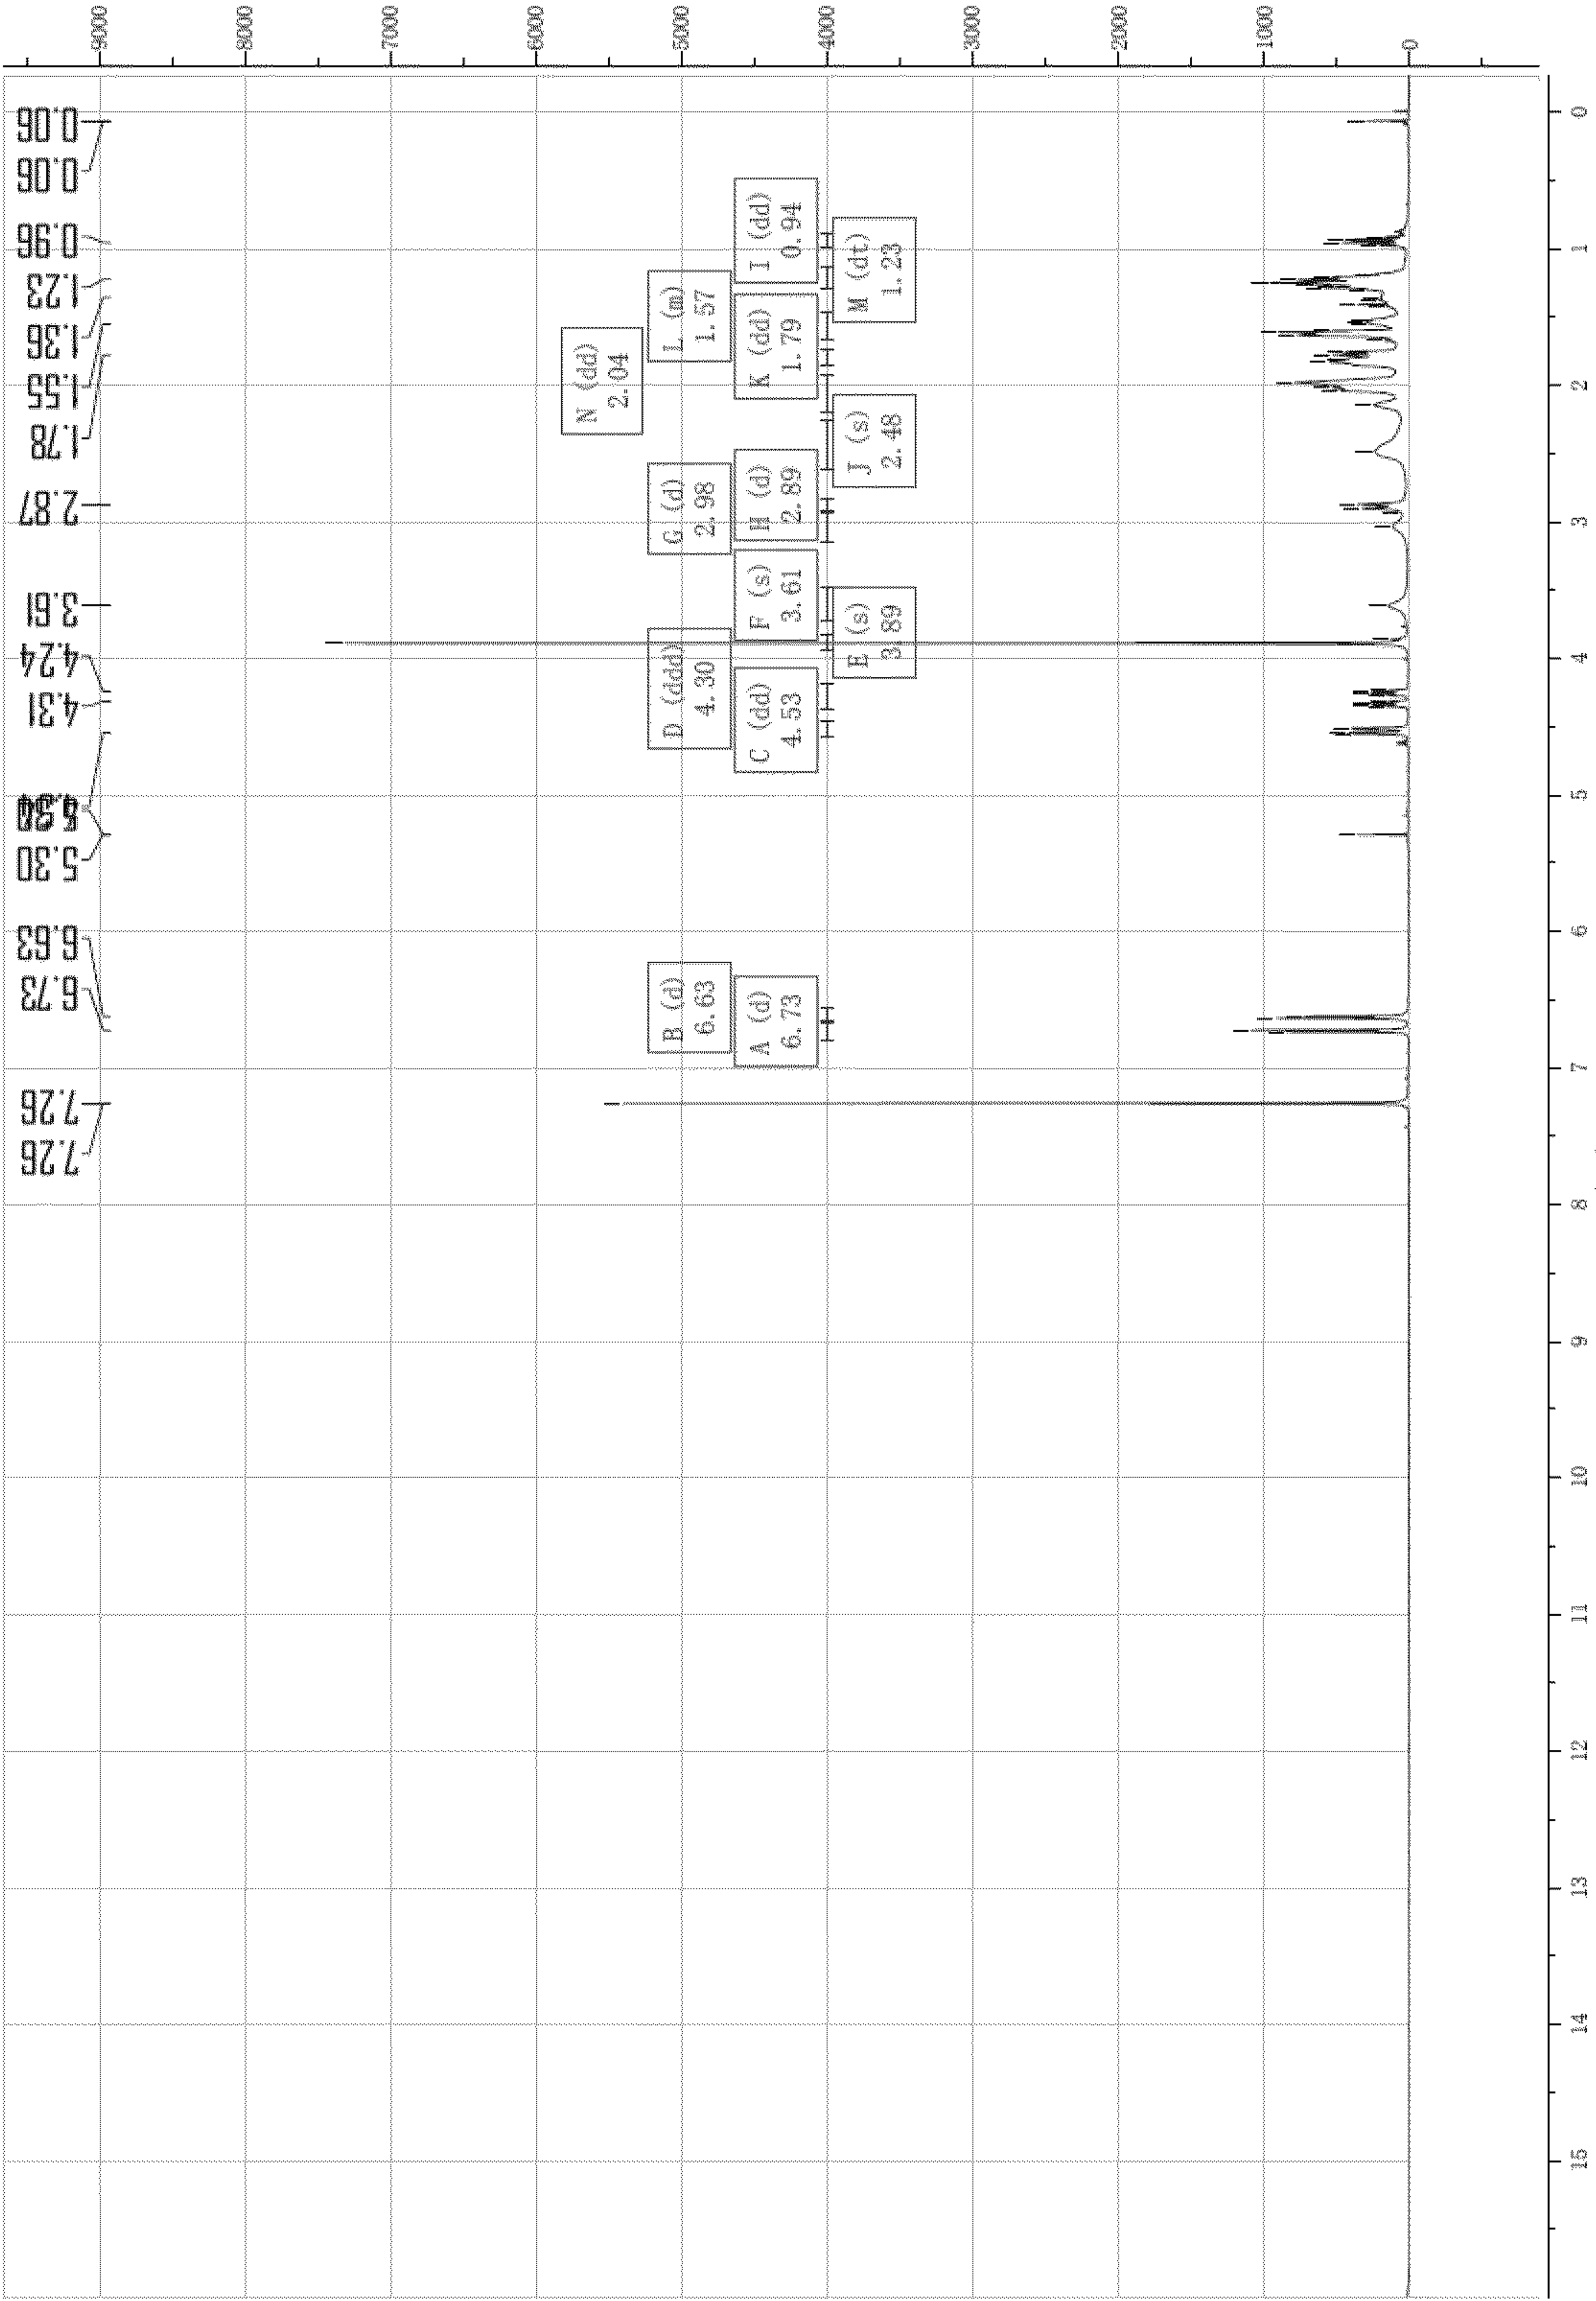 7.26
7.26
6.73
6.63
5.30
4.31
4.24
3.61
2.87
1.78
1.55
1.36
1.23
0.96
0.06
0.06
N (dd)
2.04
B (d)
6.63
D (ddd)
4.30
G (d)
2.98
L (m)
1.57
A (d)
6.73
C (dd)
4.53
F (s)
3.61
H (d)
2.89
K (dd)
1.79
I (dd)
0.94
E (s)
3.89
J (s)
2.48
M (dt)
1.23
9000
8000
7000
6000
5000
4000
3000
2000
1000
0
15 14 13 12 11 10 9 8 7 6 5 4 3 2 1 0